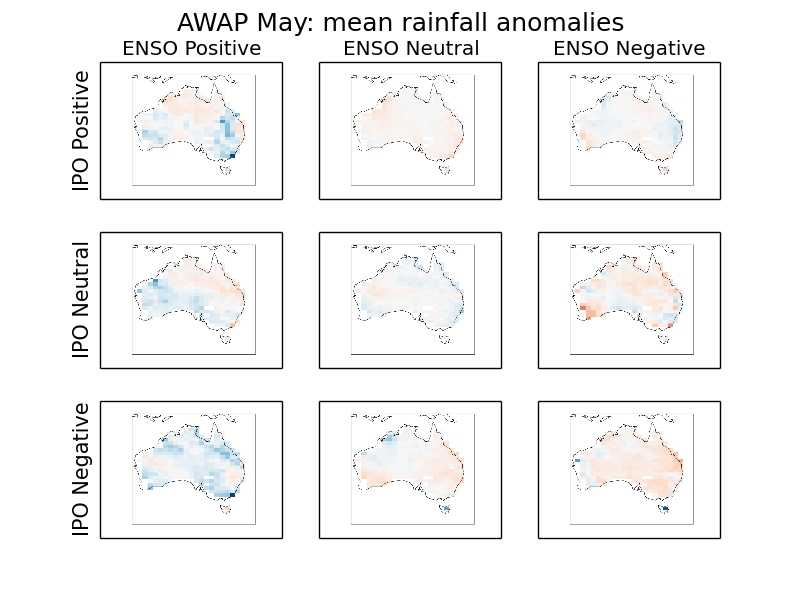 AWAP May: mean rainfall anomalies
ENSO Positive
ENSO Neutral
ENSO Negative
IPO Positive
IPO Neutral
IPO Negative